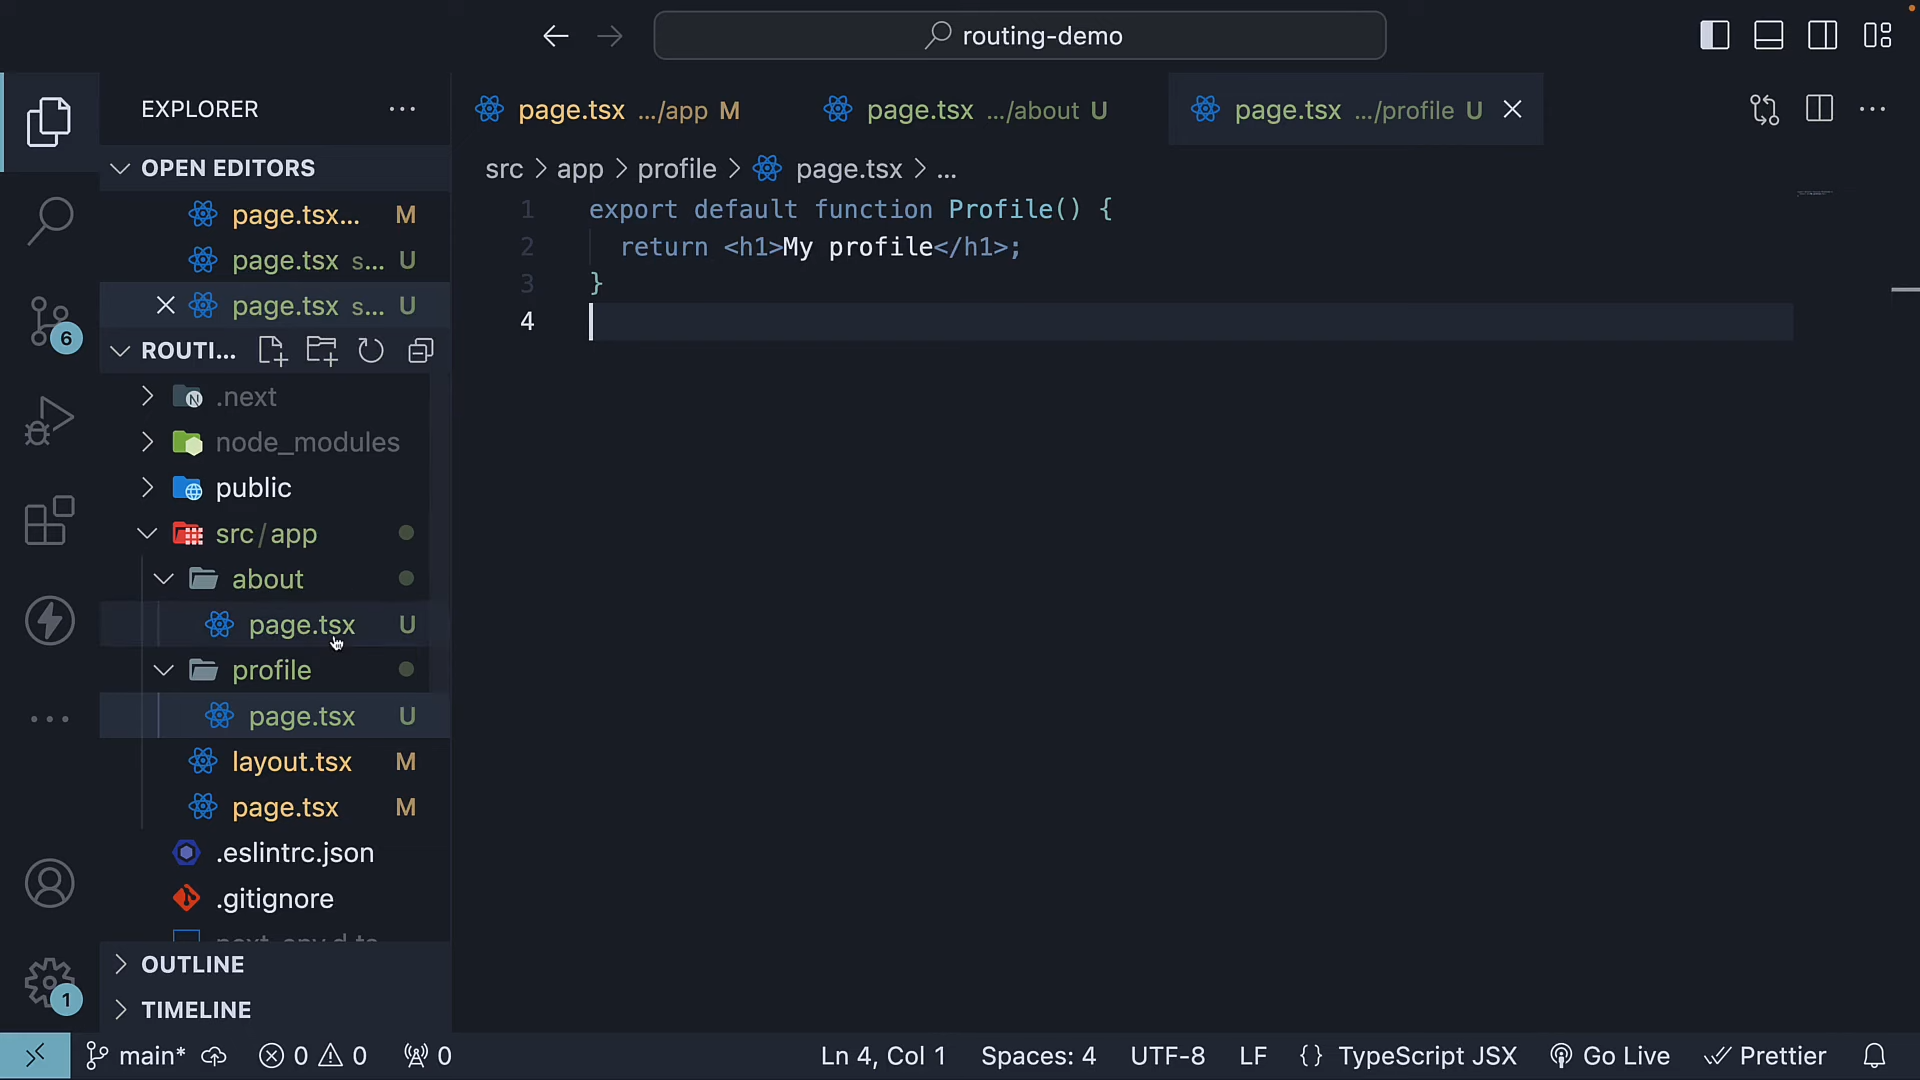 routing-demo
EXPLORER
OPEN EDITORS
page.tsx... M
page.tsx s... U
page.tsx s... U
ROUTI...
.next
node_modules
public
src / app
about
page.tsx U
profile
page.tsx U
layout.tsx M
page.tsx M
.eslintrc.json
.gitignore
OUTLINE
TIMELINE
page.tsx .../app M
page.tsx .../about U
page.tsx .../profile U
src > app > profile > page.tsx > ...
1 export default function Profile() {
2 return <h1>My profile</h1>;
3 }
4
6
1
main* 0 0 0
Ln 4, Col 1 Spaces: 4 UTF-8 LF {} TypeScript JSX Go Live Prettier